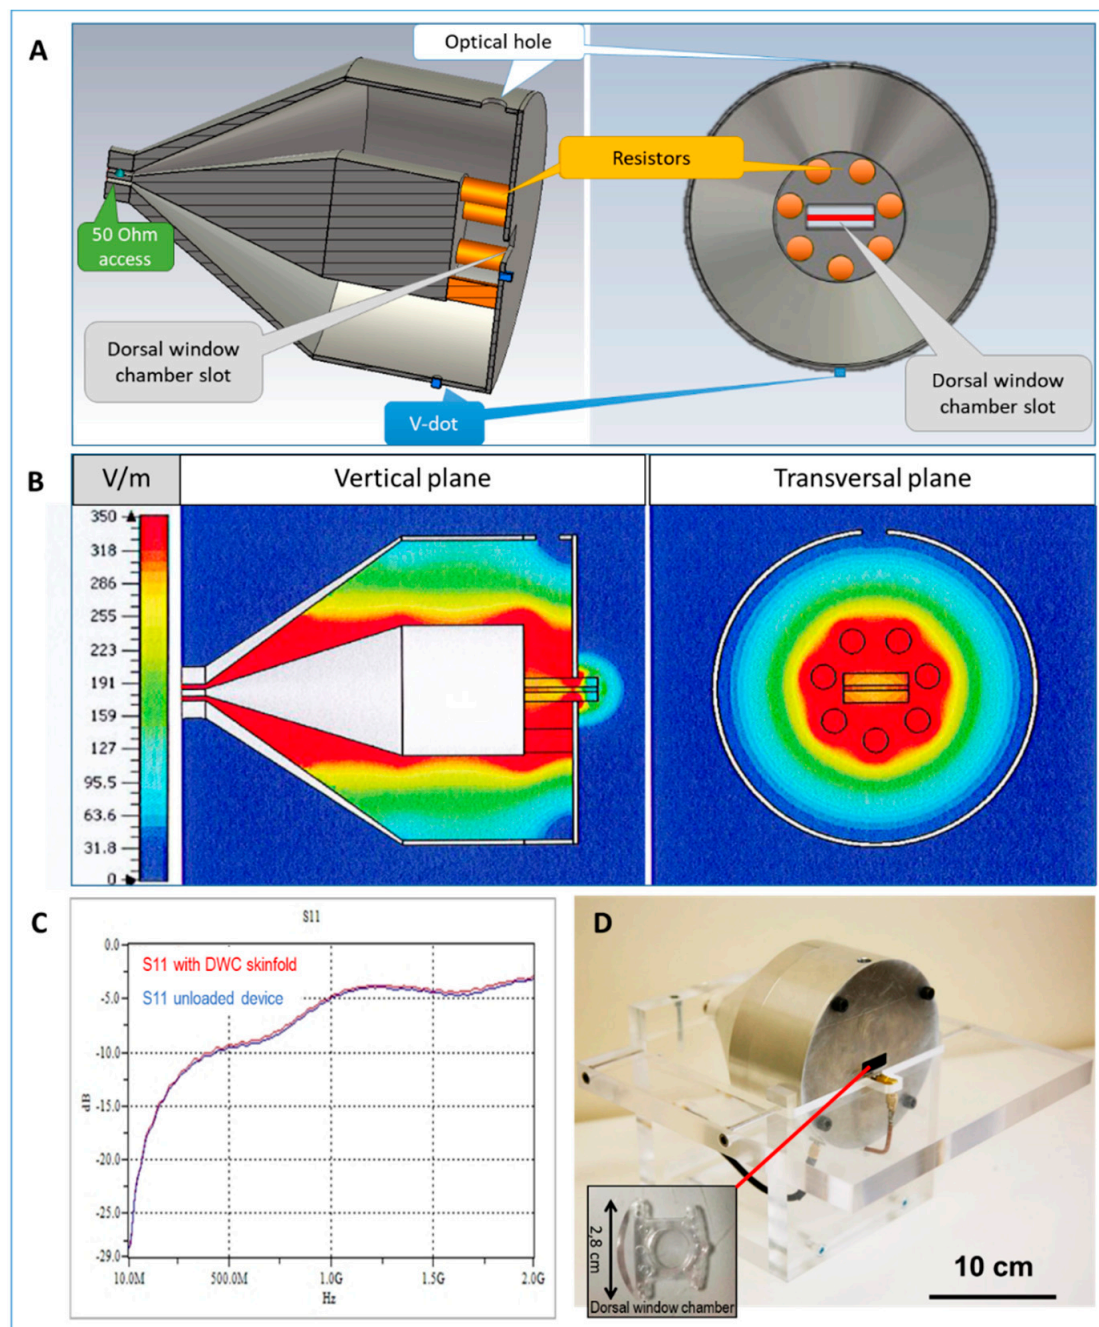 A
Optical hole
Resistors
50 Ohm
access
Dorsal window
chamber slot
V-dot
Dorsal window
chamber slot
B
V/m
Vertical plane
Transversal plane
350
318
286
255
223
191
159
127
95.5
63.6
31.8
0
C
S11
S11 with DWC skinfold
S11 unloaded device
0.0
-5.0
-10.0
-15.0
-20.0
-25.0
-29.0
dB
10.0M
500.0M
1.0G
1.5G
2.0G
Hz
D
2,8 cm
Dorsal window chamber
10 cm